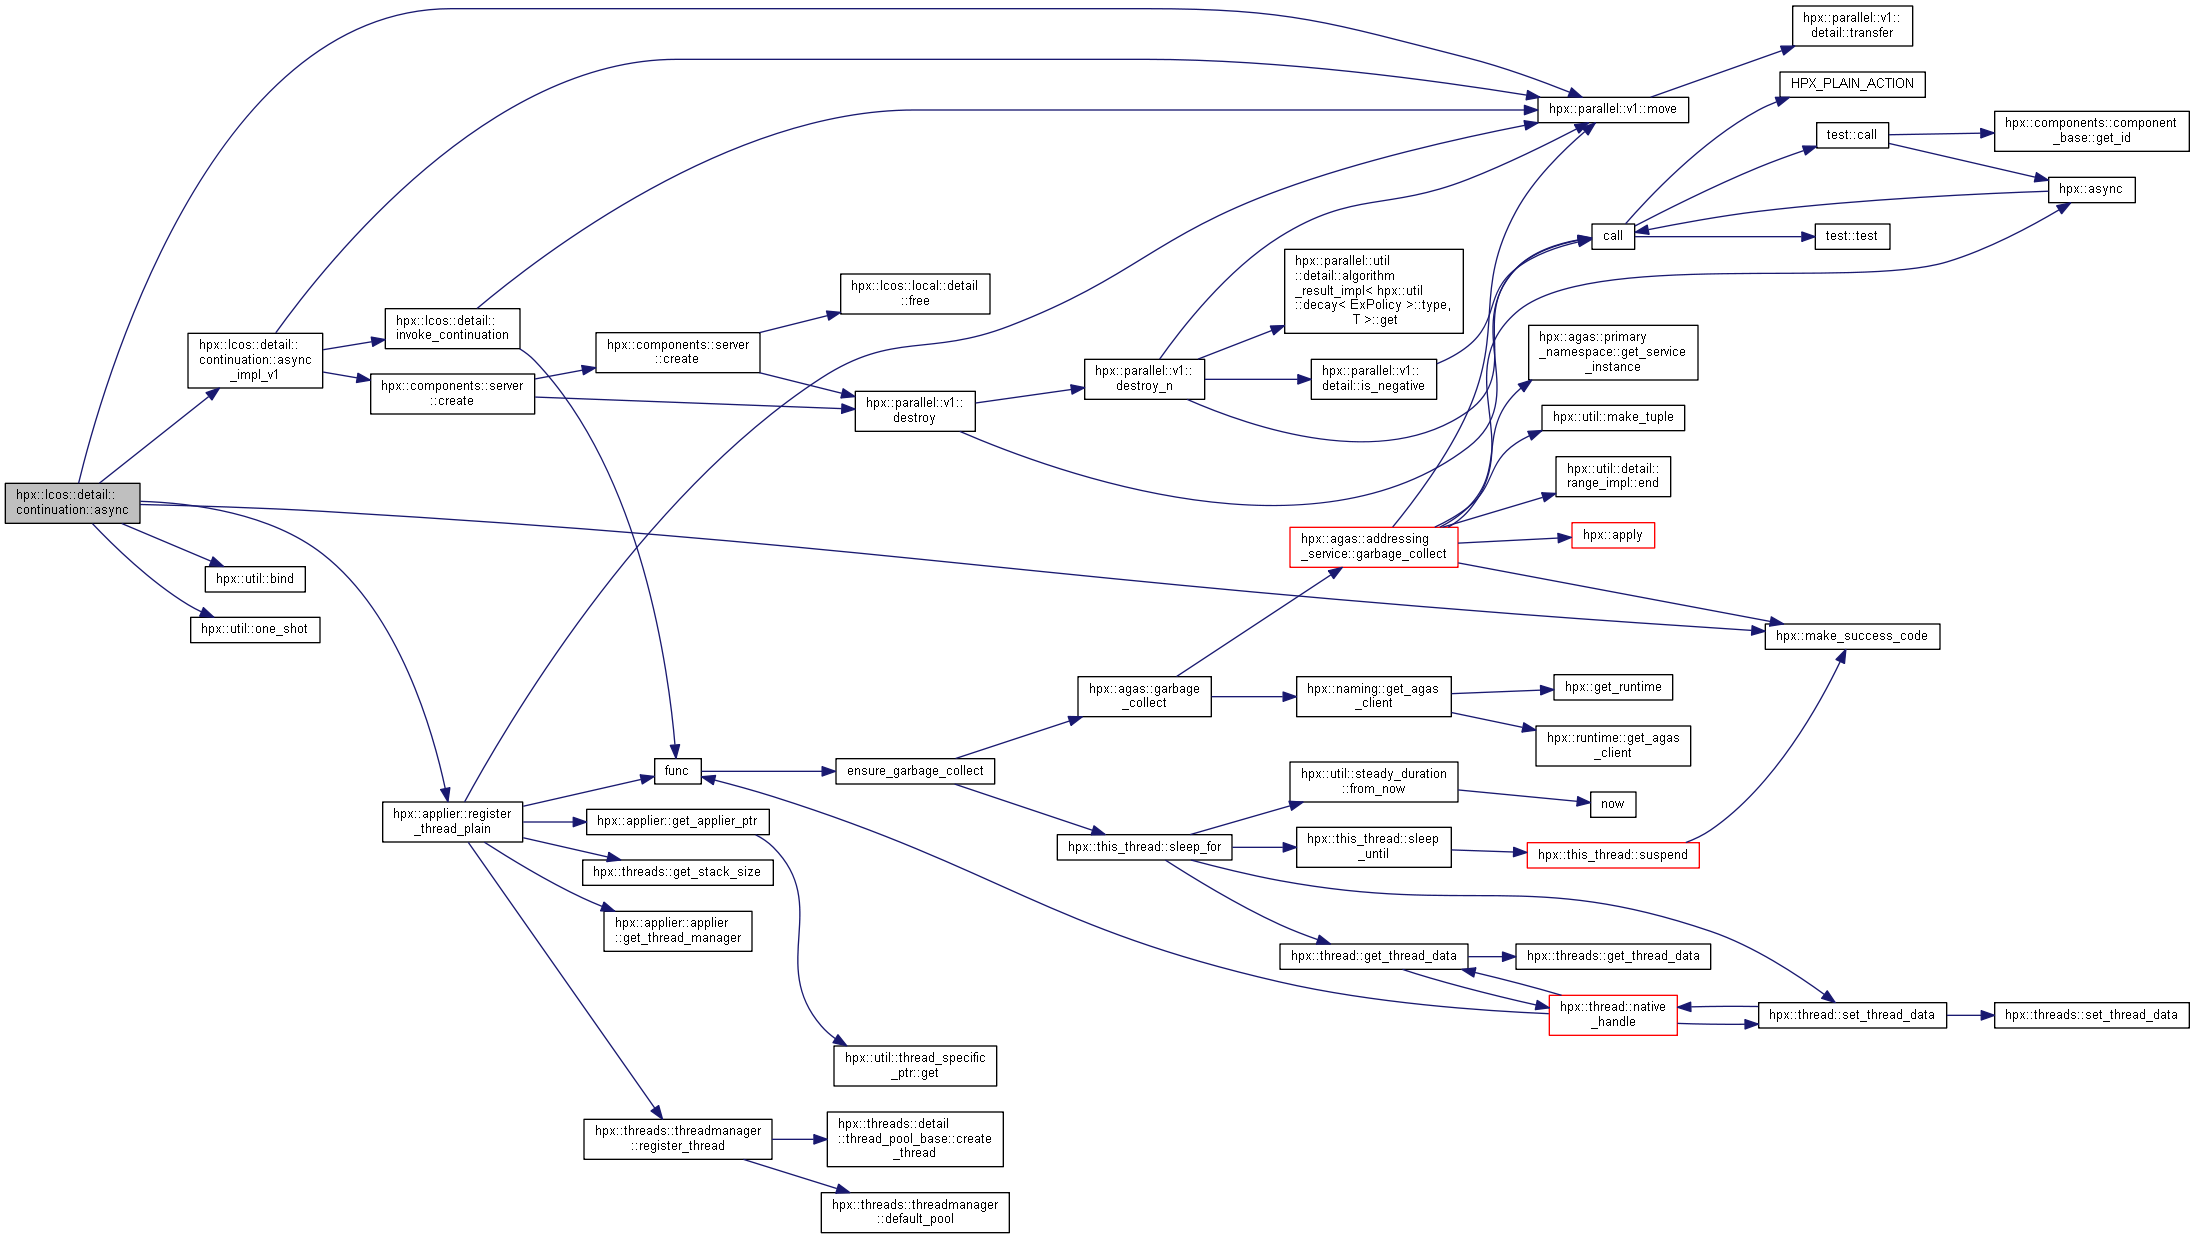 hpx::lcos::detail::
continuation::async
hpx::lcos::detail::
continuation::async
_impl_v1
hpx::util::bind
hpx::util::one_shot
hpx::lcos::detail::
invoke_continuation
hpx::components::server
::create
hpx::applier::register
_thread_plain
hpx::components::server
::create
func
hpx::applier::get_applier_ptr
hpx::threads::get_stack_size
hpx::applier::applier
::get_thread_manager
hpx::threads::threadmanager
::register_thread
hpx::lcos::local::detail
::free
hpx::parallel::v1::
destroy
ensure_garbage_collect
hpx::util::thread_specific
_ptr::get
hpx::threads::detail
::thread_pool_base::create
_thread
hpx::threads::threadmanager
::default_pool
hpx::parallel::v1::
destroy_n
hpx::agas::garbage
_collect
hpx::this_thread::sleep_for
hpx::parallel::util
::detail::algorithm
_result_impl< hpx::util
::decay< ExPolicy >::type,
T >::get
hpx::parallel::v1::
detail::is_negative
hpx::agas::addressing
_service::garbage_collect
hpx::naming::get_agas
_client
hpx::util::steady_duration
::from_now
hpx::this_thread::sleep
_until
hpx::thread::get_thread_data
hpx::parallel::v1::move
call
hpx::agas::primary
_namespace::get_service
_instance
hpx::util::make_tuple
hpx::util::detail::
range_impl::end
hpx::apply
hpx::get_runtime
hpx::runtime::get_agas
_client
now
hpx::this_thread::suspend
hpx::threads::get_thread_data
hpx::thread::native
_handle
hpx::parallel::v1::
detail::transfer
HPX_PLAIN_ACTION
test::call
test::test
hpx::make_success_code
hpx::thread::set_thread_data
hpx::components::component
_base::get_id
hpx::async
hpx::threads::set_thread_data